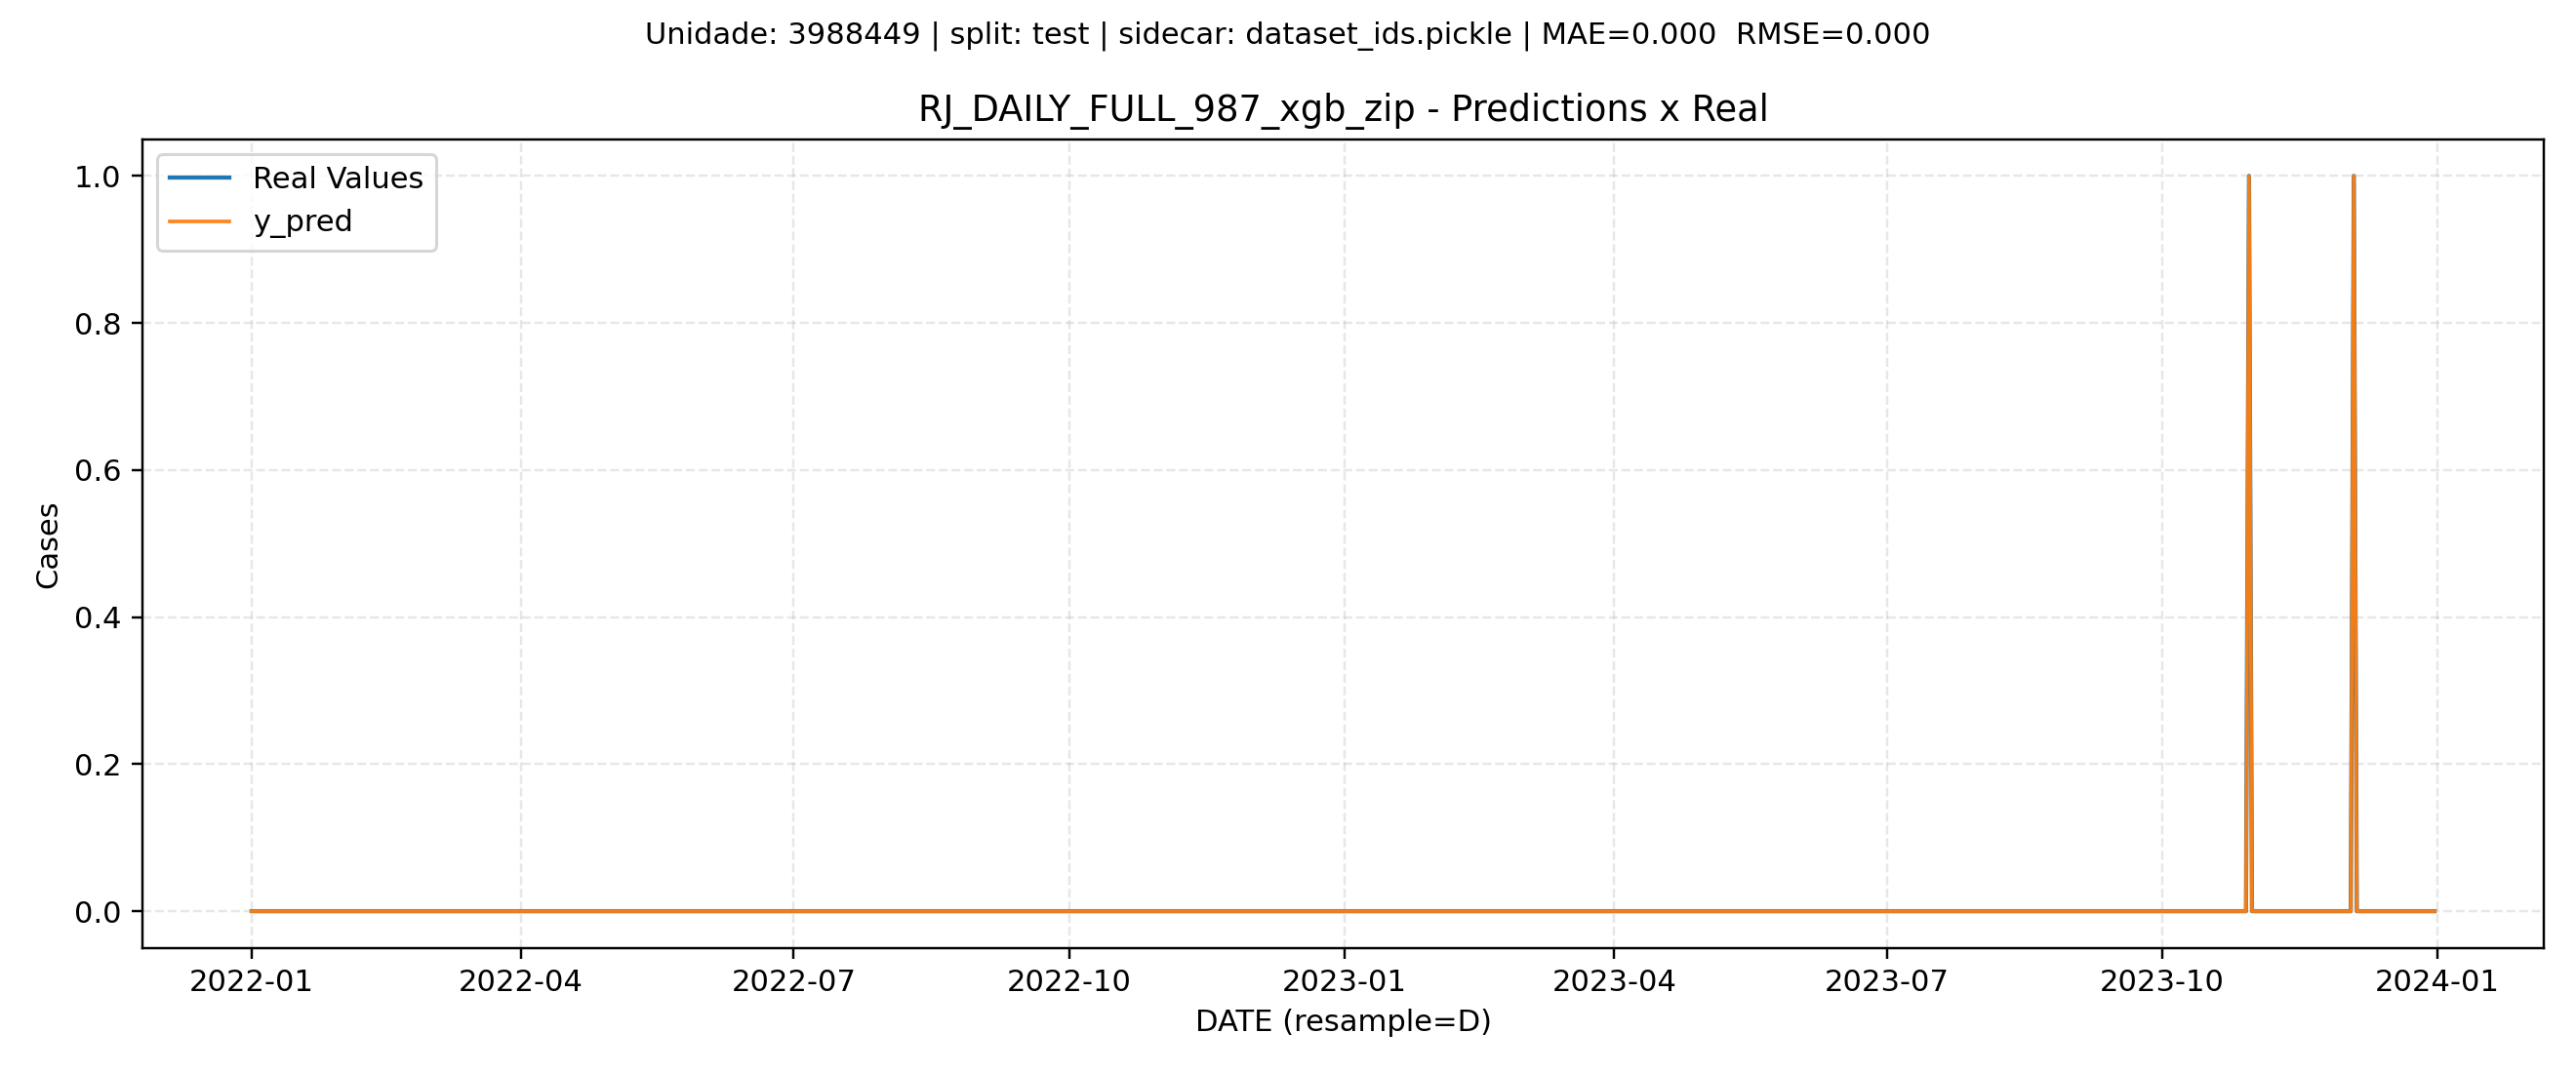 Unidade: 3988449 | split: test | sidecar: dataset_ids.pickle | MAE=0.000  RMSE=0.000
RJ_DAILY_FULL_987_xgb_zip - Predictions x Real
Real Values
y_pred
1.0
0.8
0.6
0.4
0.2
0.0
Cases
2022-01 2022-04 2022-07 2022-10 2023-01 2023-04 2023-07 2023-10 2024-01
DATE (resample=D)